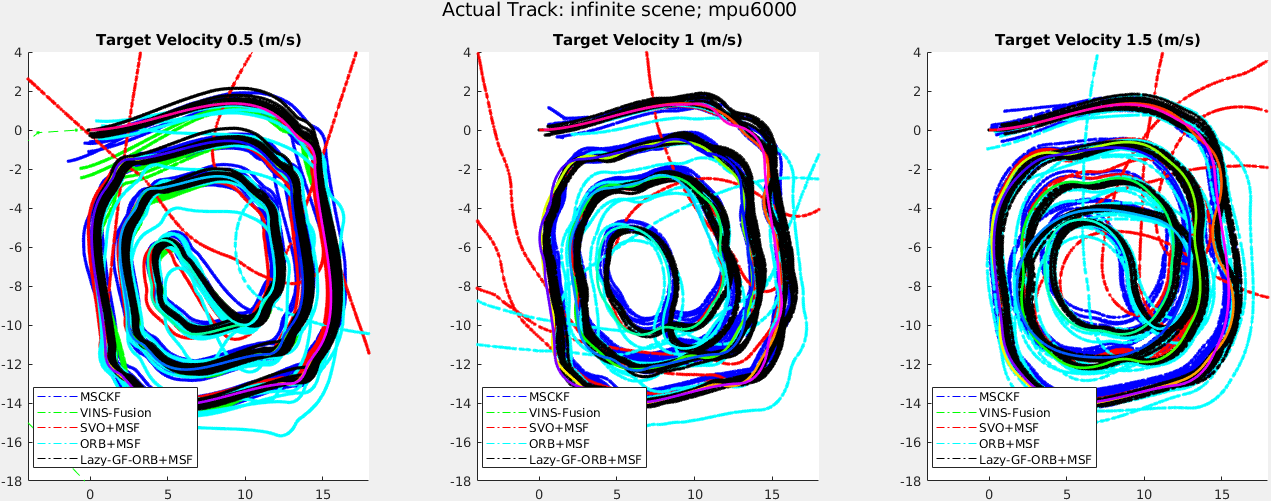 Actual Track: infinite scene; mpu6000
Target Velocity 0.5 (m/s)
4
2
0
-2
-4
-6
-8
-10
-12
-14
-16
-18
0
5
10
15
MSCKF
VINS-Fusion
SVO+MSF
ORB+MSF
Lazy-GF-ORB+MSF
Target Velocity 1 (m/s)
4
2
0
-2
-4
-6
-8
-10
-12
-14
-16
-18
0
5
10
15
MSCKF
VINS-Fusion
SVO+MSF
ORB+MSF
Lazy-GF-ORB+MSF
Target Velocity 1.5 (m/s)
4
2
0
-2
-4
-6
-8
-10
-12
-14
-16
-18
0
5
10
15
MSCKF
VINS-Fusion
SVO+MSF
ORB+MSF
Lazy-GF-ORB+MSF